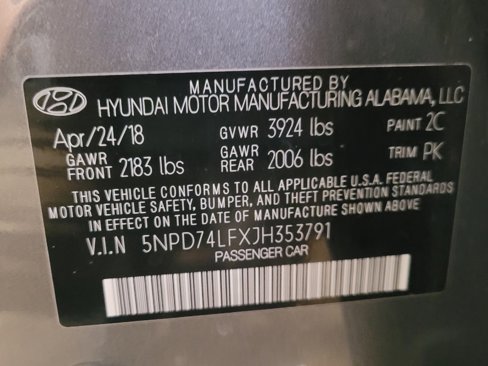 MANUFACTURED BY
HYUNDAI MOTOR MANUFACTURING ALABAMA, LLC
Apr/24/18 GVWR 3924 lbs PAINT 2C
GAWR FRONT 2183 lbs GAWR REAR 2006 lbs TRIM PK
THIS VEHICLE CONFORMS TO ALL APPLICABLE U.S.A. FEDERAL
MOTOR VEHICLE SAFETY, BUMPER, AND THEFT PREVENTION STANDARDS
IN EFFECT ON THE DATE OF MANUFACTURE SHOWN ABOVE.
V.I.N 5NPD74LFXJH353791
PASSENGER CAR